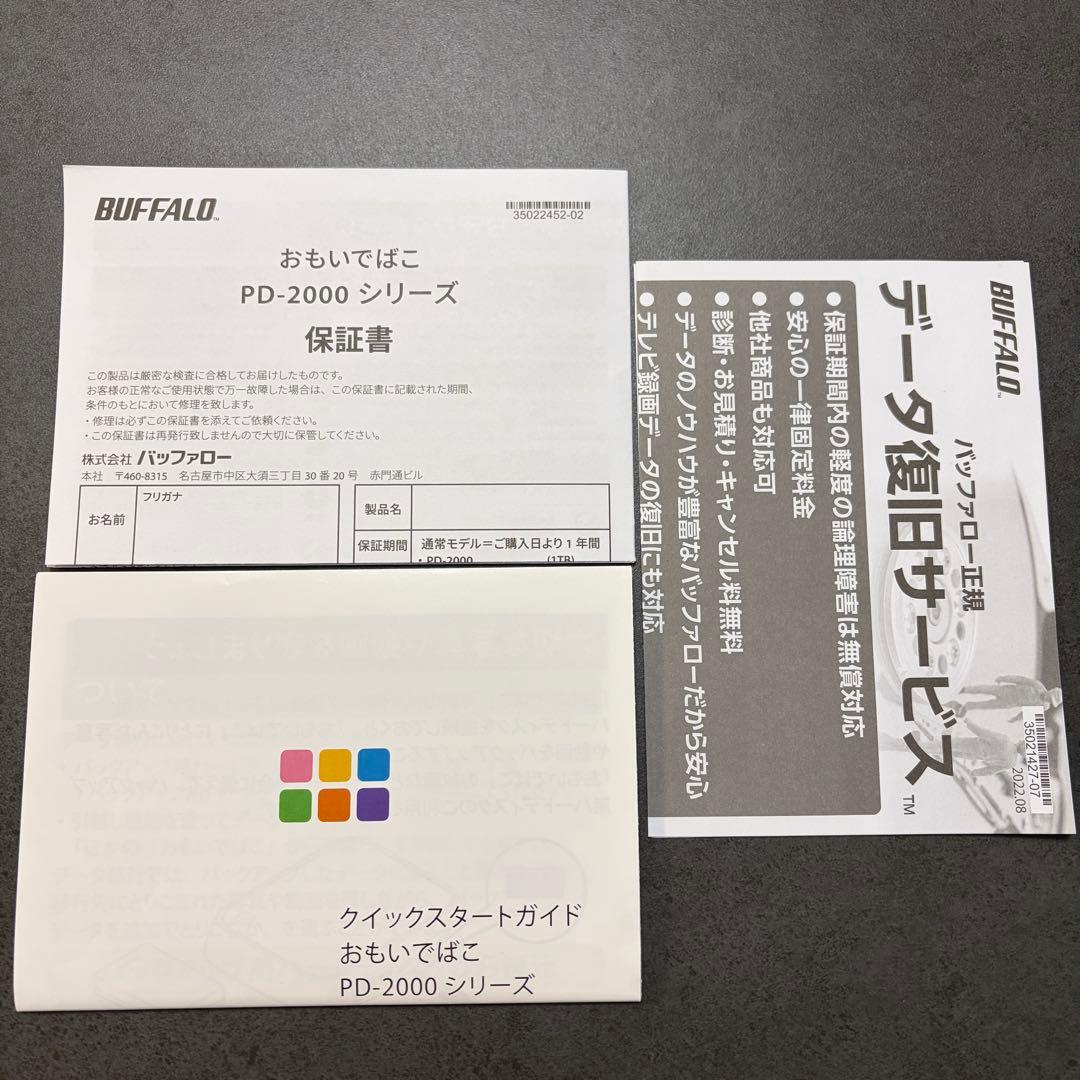 BUFFALO™
35022452-02
おもいでばこ
PD-2000 シリーズ
保証書
この製品は厳密な検査に合格してお届けしたものです。
お客様の正常なご使用状態で万一故障した場合は、この保証書に記載された期間、
条件のもとにおいて修理を致します。
・修理は必ずこの保証書を添えてご依頼ください。
・この保証書は再発行致しませんので大切に保管してください。
株式会社 バッファロー
本社 〒460-8315 名古屋市中区大須三丁目 30 番 20 号 赤門通ビル
お名前
フリガナ
製品名
保証期間
通常モデル＝ご購入日より 1 年間
・PD-2000 (1TB)
BUFFALO™
バッファロー正規
データ復旧サービス™
●保証期間内の軽度の論理障害は無償対応
●安心の一律固定料金
●他社商品も対応可
●診断・お見積り・キャンセル料無料
●データのノウハウが豊富なバッファローだから安心
●テレビ録画データの復旧にも対応
35021427-07
2022.08
クイックスタートガイド
おもいでばこ
PD-2000 シリーズ